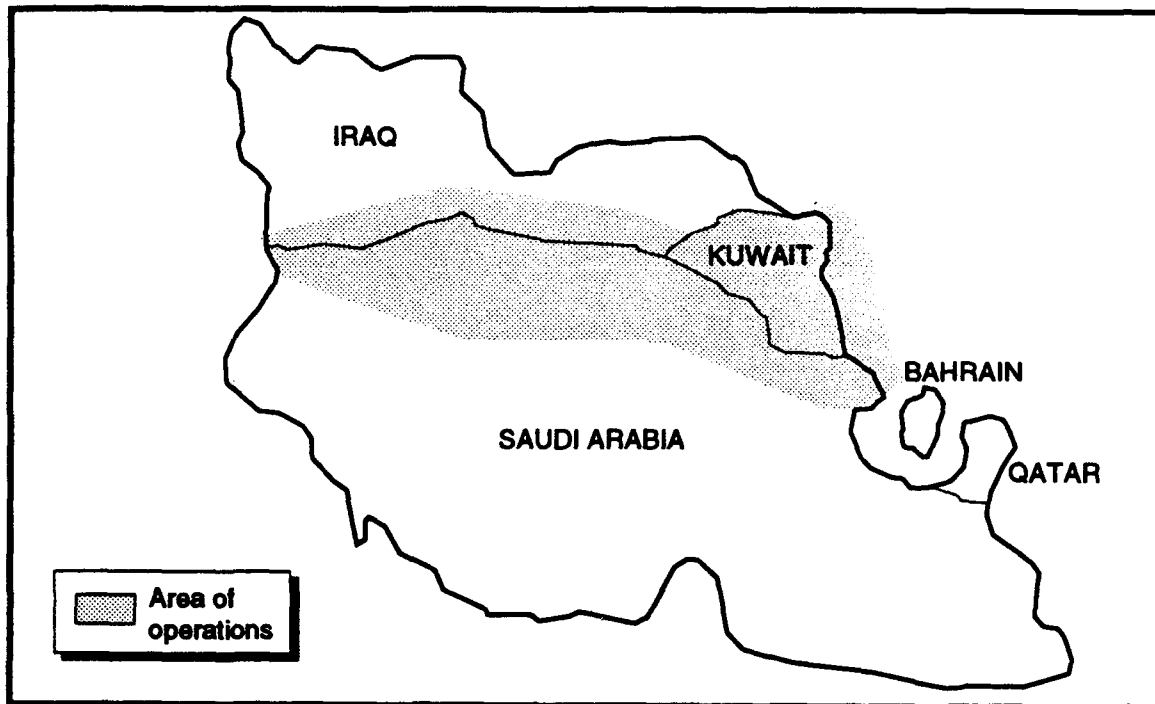 IRAQ
KUWAIT
BAHRAIN
SAUDI ARABIA
QATAR
Area of
operations